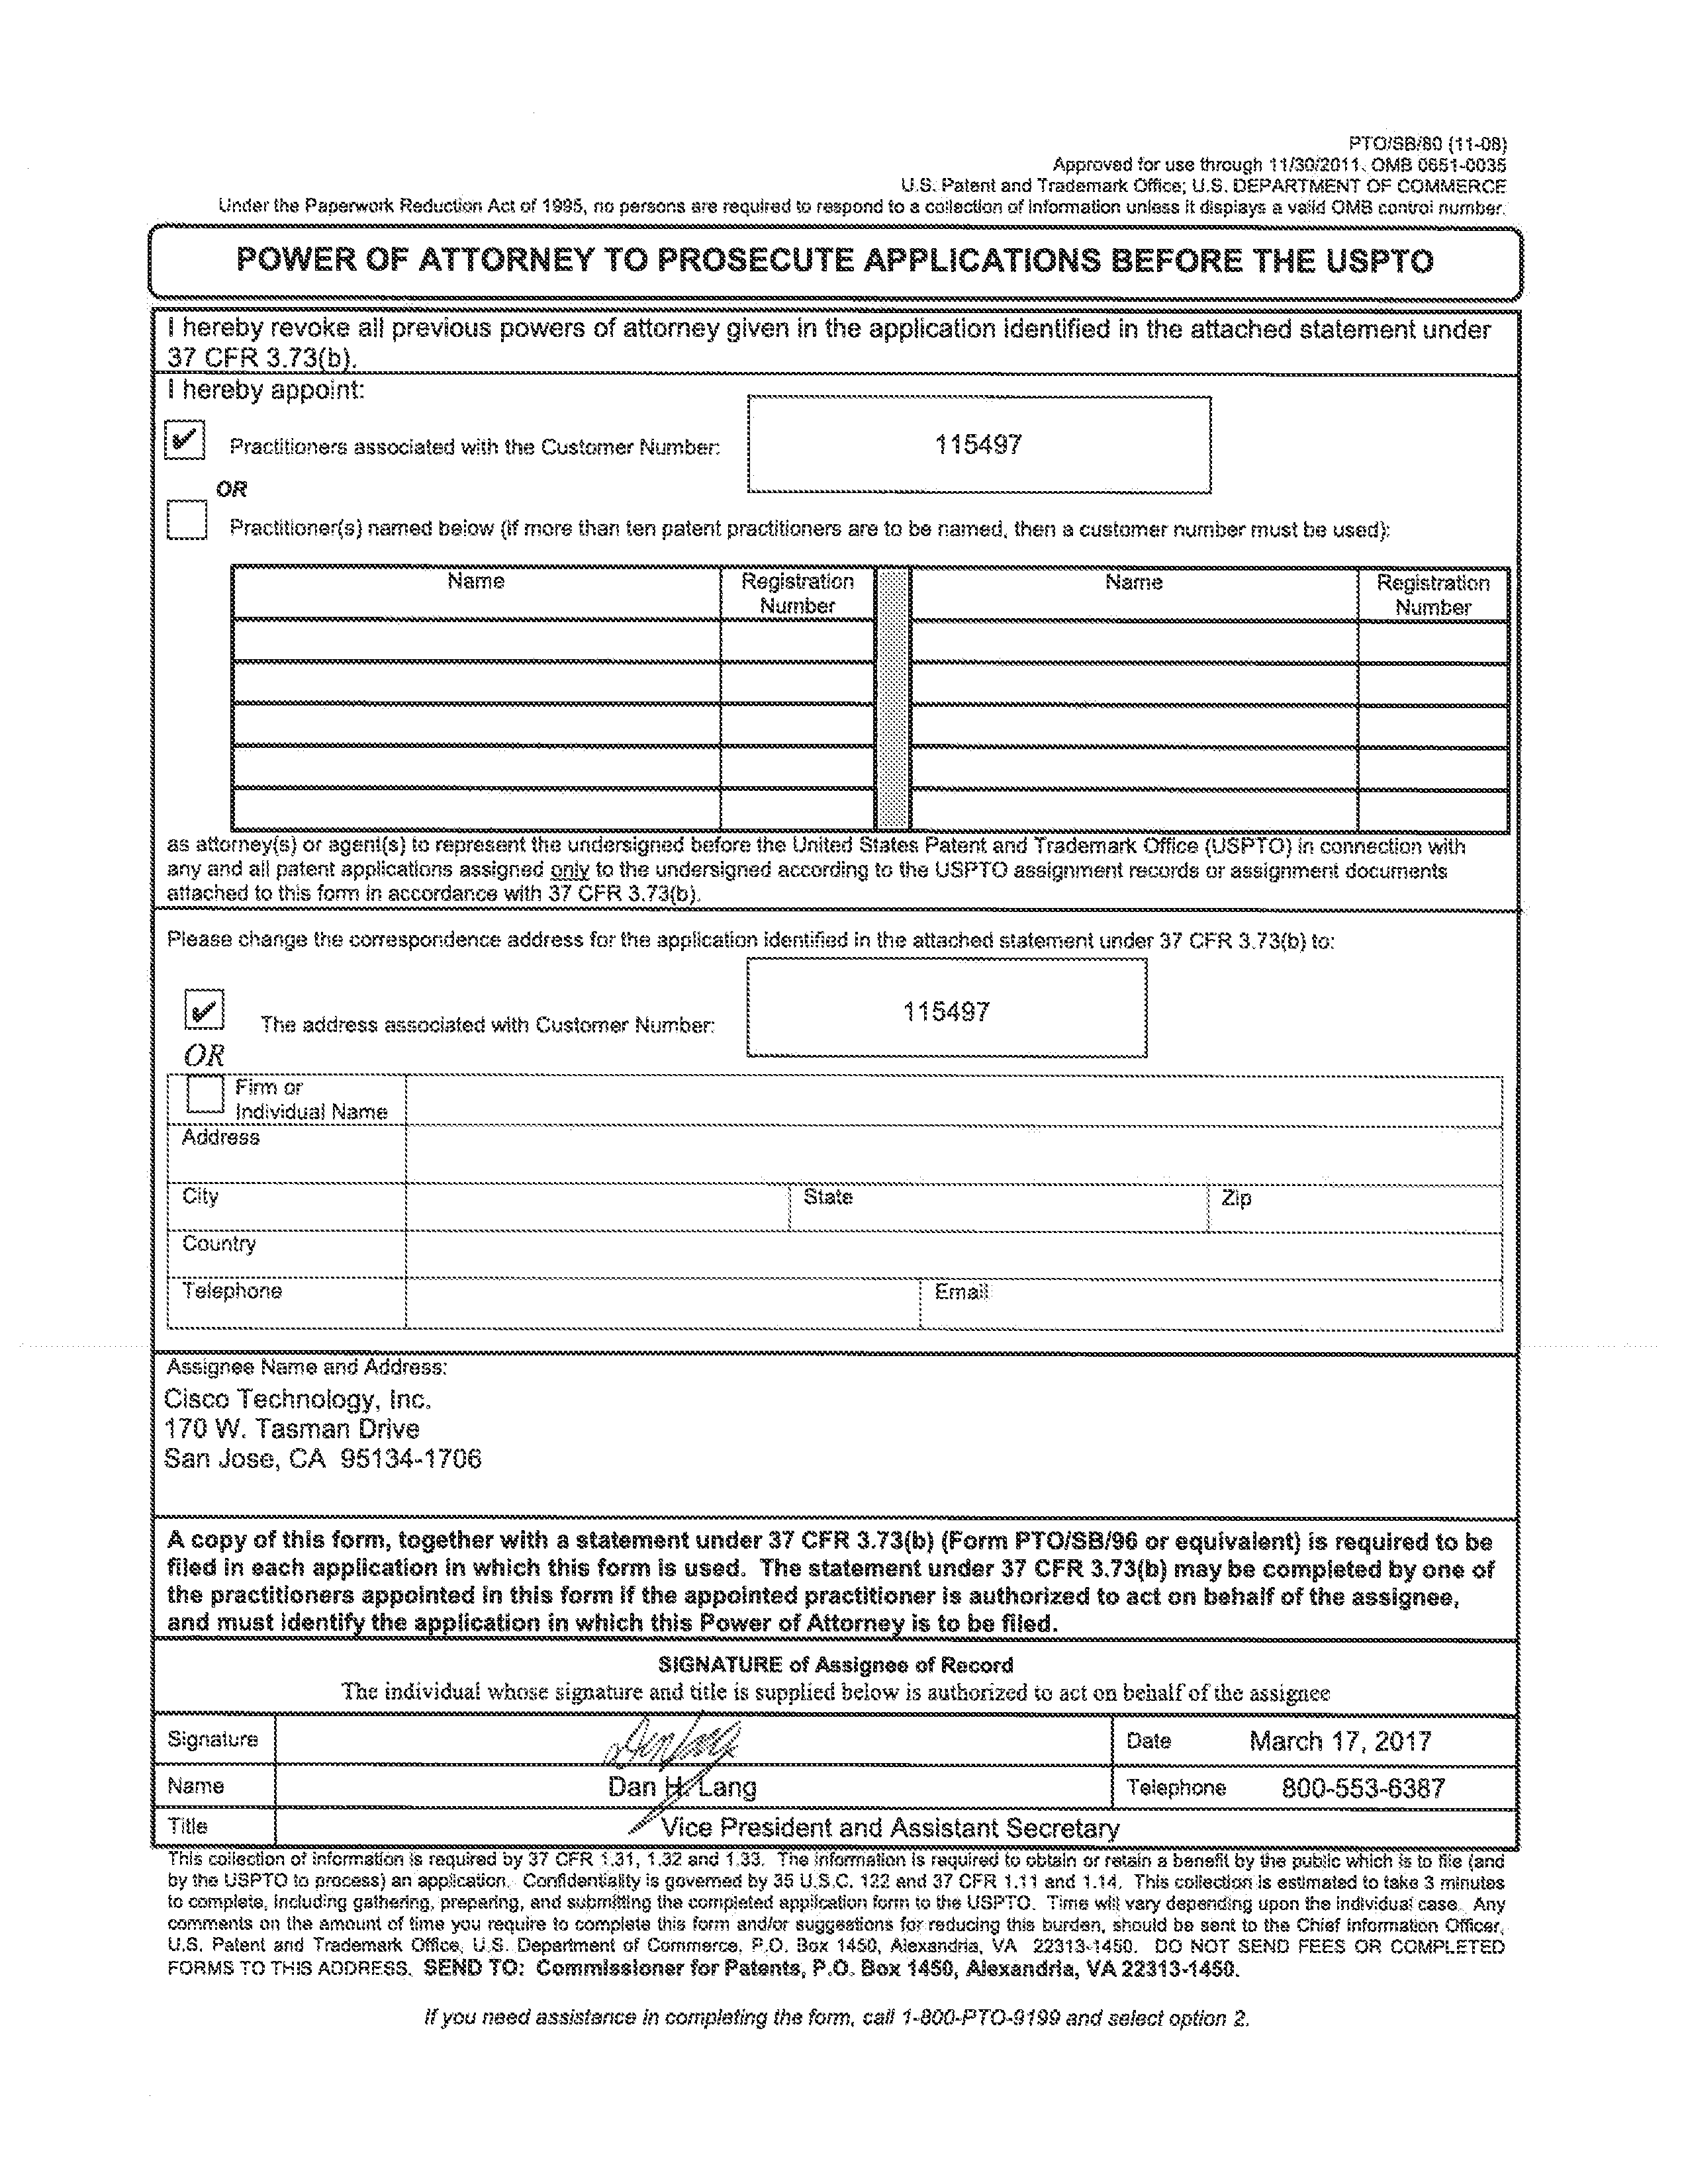 PTO/SB/80 (11-08)
Approved for use through 11/30/2011. OMB 0651-0035
U.S. Patent and Trademark Office; U.S. DEPARTMENT OF COMMERCE
Under the Paperwork Reduction Act of 1995, no persons are required to respond to a collection of information unless it displays a valid OMB control number.
POWER OF ATTORNEY TO PROSECUTE APPLICATIONS BEFORE THE USPTO
I hereby revoke all previous powers of attorney given in the application identified in the attached statement under
37 CFR 3.73(b).
I hereby appoint:
✔ Practitioners associated with the Customer Number: 115497
OR
Practitioner(s) named below (if more than ten patent practitioners are to be named, then a customer number must be used):
Name Registration Number Name Registration Number
as attorney(s) or agent(s) to represent the undersigned before the United States Patent and Trademark Office (USPTO) in connection with
any and all patent applications assigned only to the undersigned according to the USPTO assignment records or assignment documents
attached to this form in accordance with 37 CFR 3.73(b).
Please change the correspondence address for the application identified in the attached statement under 37 CFR 3.73(b) to:
✔ The address associated with Customer Number: 115497
OR
Firm or
Individual Name
Address
City State Zip
Country
Telephone Email
Assignee Name and Address:
Cisco Technology, Inc.
170 W. Tasman Drive
San Jose, CA 95134-1706
A copy of this form, together with a statement under 37 CFR 3.73(b) (Form PTO/SB/96 or equivalent) is required to be
filed in each application in which this form is used. The statement under 37 CFR 3.73(b) may be completed by one of
the practitioners appointed in this form if the appointed practitioner is authorized to act on behalf of the assignee,
and must identify the application in which this Power of Attorney is to be filed.
SIGNATURE of Assignee of Record
The individual whose signature and title is supplied below is authorized to act on behalf of the assignee
Signature Date March 17, 2017
Name Dan H. Lang Telephone 800-553-6387
Title Vice President and Assistant Secretary
This collection of information is required by 37 CFR 1.31, 1.32 and 1.33. The information is required to obtain or retain a benefit by the public which is to file (and
by the USPTO to process) an application. Confidentiality is governed by 35 U.S.C. 122 and 37 CFR 1.11 and 1.14. This collection is estimated to take 3 minutes
to complete, including gathering, preparing, and submitting the completed application form to the USPTO. Time will vary depending upon the individual case. Any
comments on the amount of time you require to complete this form and/or suggestions for reducing this burden, should be sent to the Chief Information Officer,
U.S. Patent and Trademark Office, U.S. Department of Commerce, P.O. Box 1450, Alexandria, VA 22313-1450. DO NOT SEND FEES OR COMPLETED
FORMS TO THIS ADDRESS. SEND TO: Commissioner for Patents, P.O. Box 1450, Alexandria, VA 22313-1450.
If you need assistance in completing the form, call 1-800-PTO-9199 and select option 2.